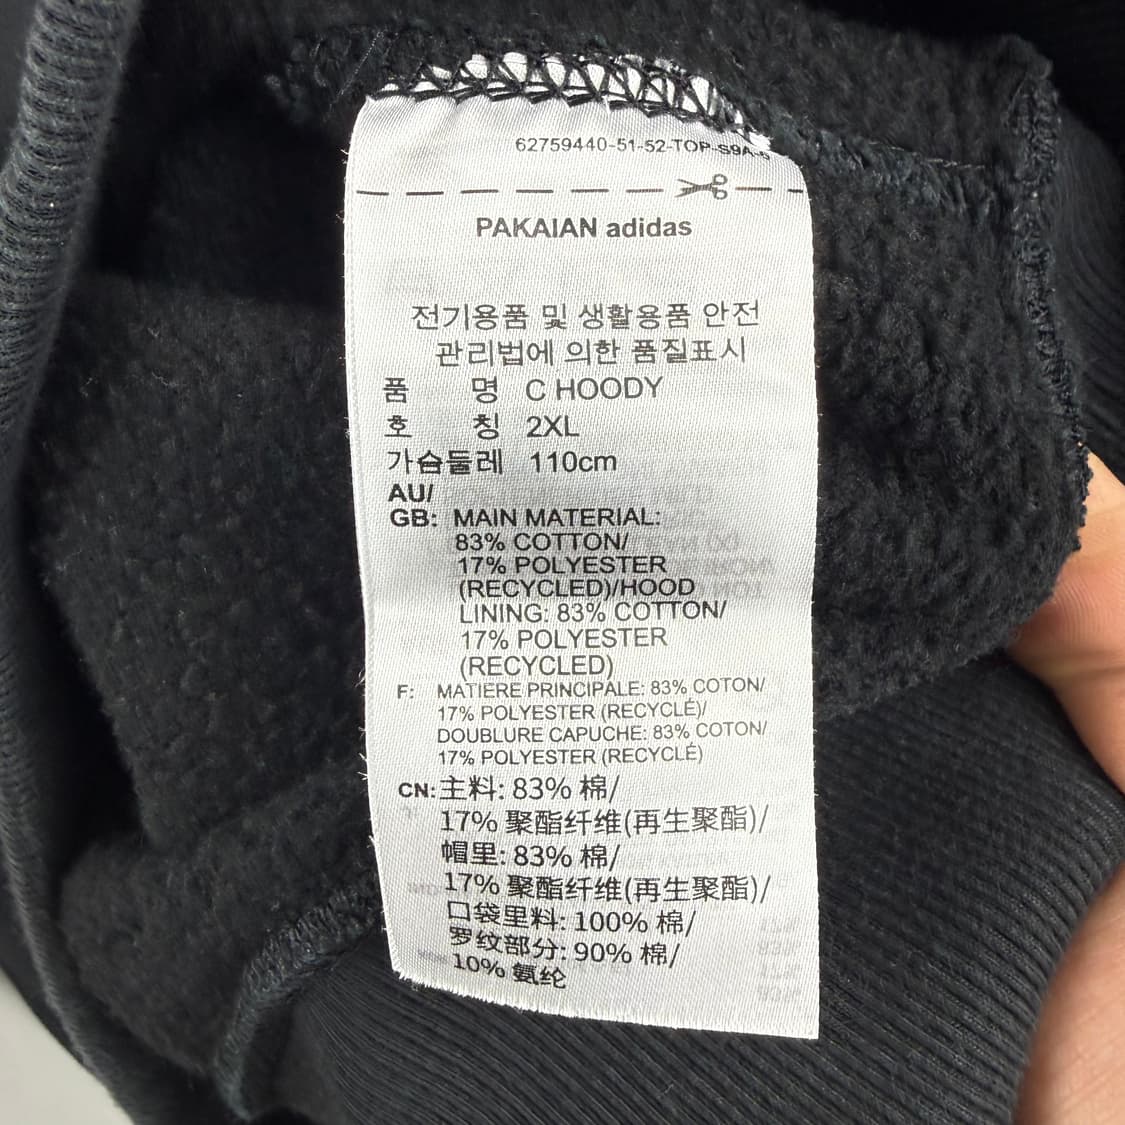 62759440-51-52-TOP-S9A-
PAKAIAN adidas
전기용품 및 생활용품 안전
관리법에 의한 품질표시
품 명 C HOODY
호 칭 2XL
가슴둘레 110cm
AU/
GB: MAIN MATERIAL:
83% COTTON/
17% POLYESTER
(RECYCLED)/HOOD
LINING: 83% COTTON/
17% POLYESTER
(RECYCLED)
F: MATIERE PRINCIPALE: 83% COTON/
17% POLYESTER (RECYCLÉ)/
DOUBLURE CAPUCHE: 83% COTON/
17% POLYESTER (RECYCLÉ)
CN: 主料: 83% 棉/
17% 聚酯纤维(再生聚酯)/
帽里: 83% 棉/
17% 聚酯纤维(再生聚酯)/
口袋里料: 100% 棉/
罗纹部分: 90% 棉/
10% 氨纶